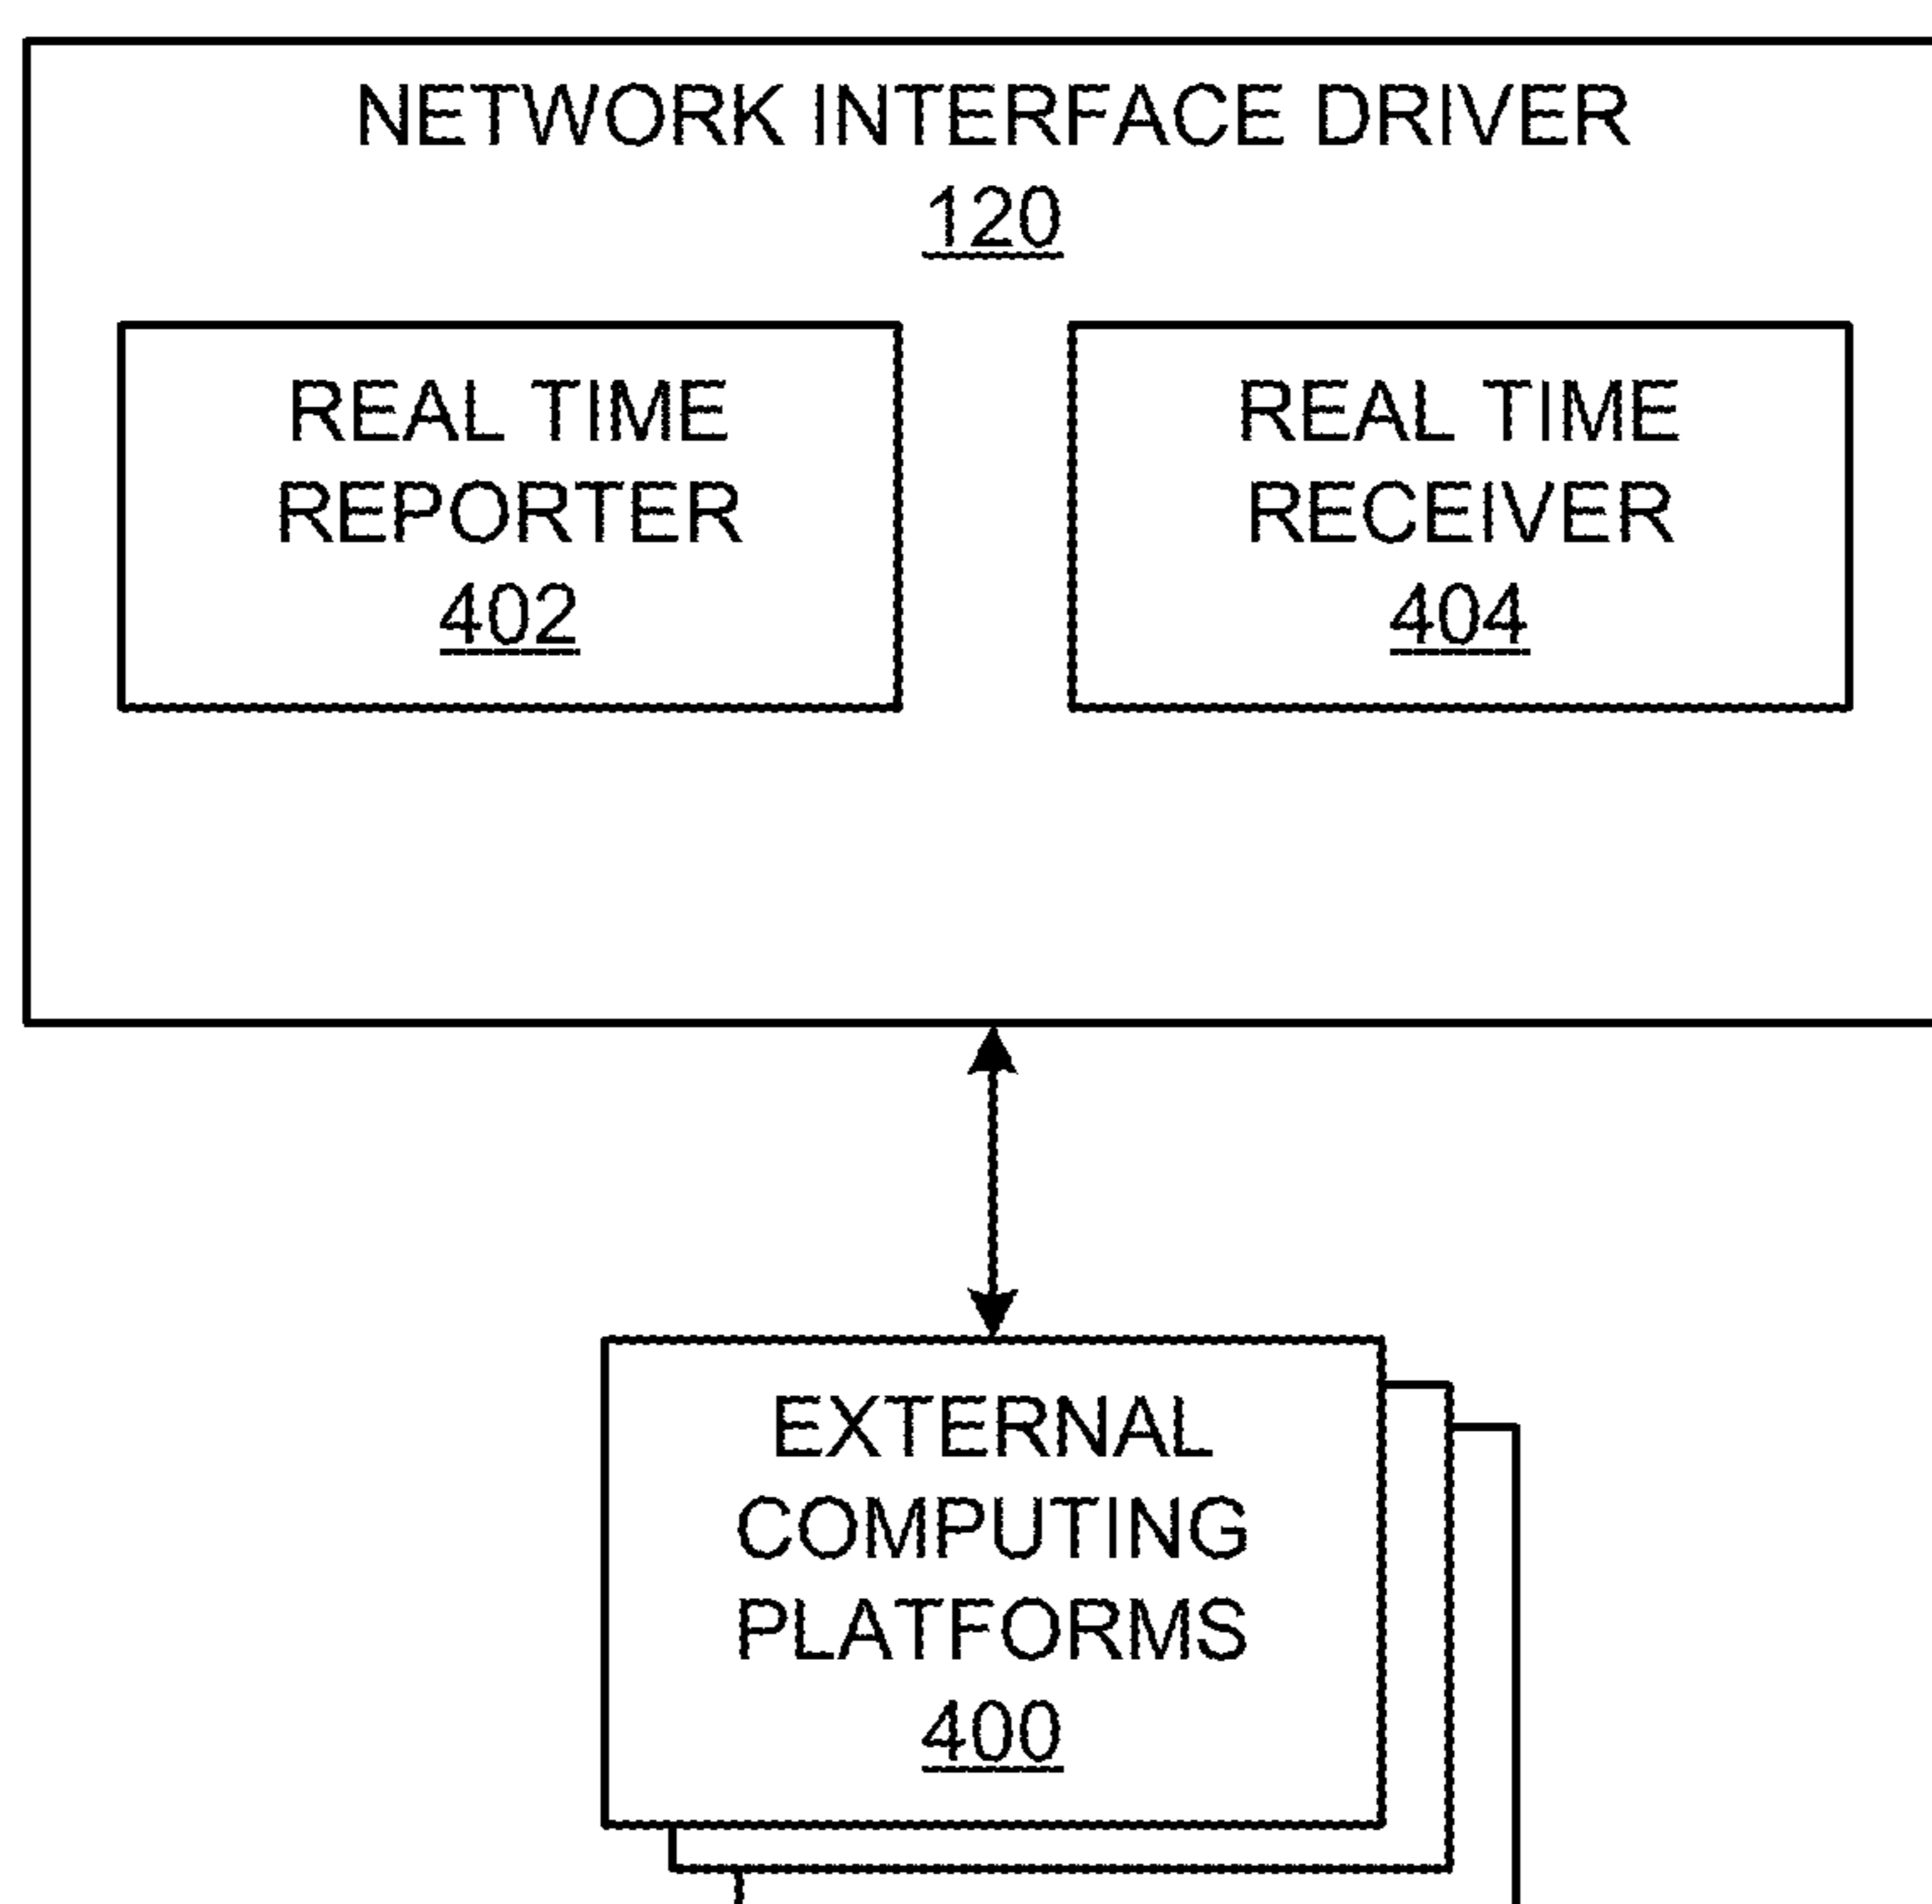 NETWORK INTERFACE DRIVER
120
REAL TIME
REPORTER
402
REAL TIME
RECEIVER
404
EXTERNAL
COMPUTING
PLATFORMS
400